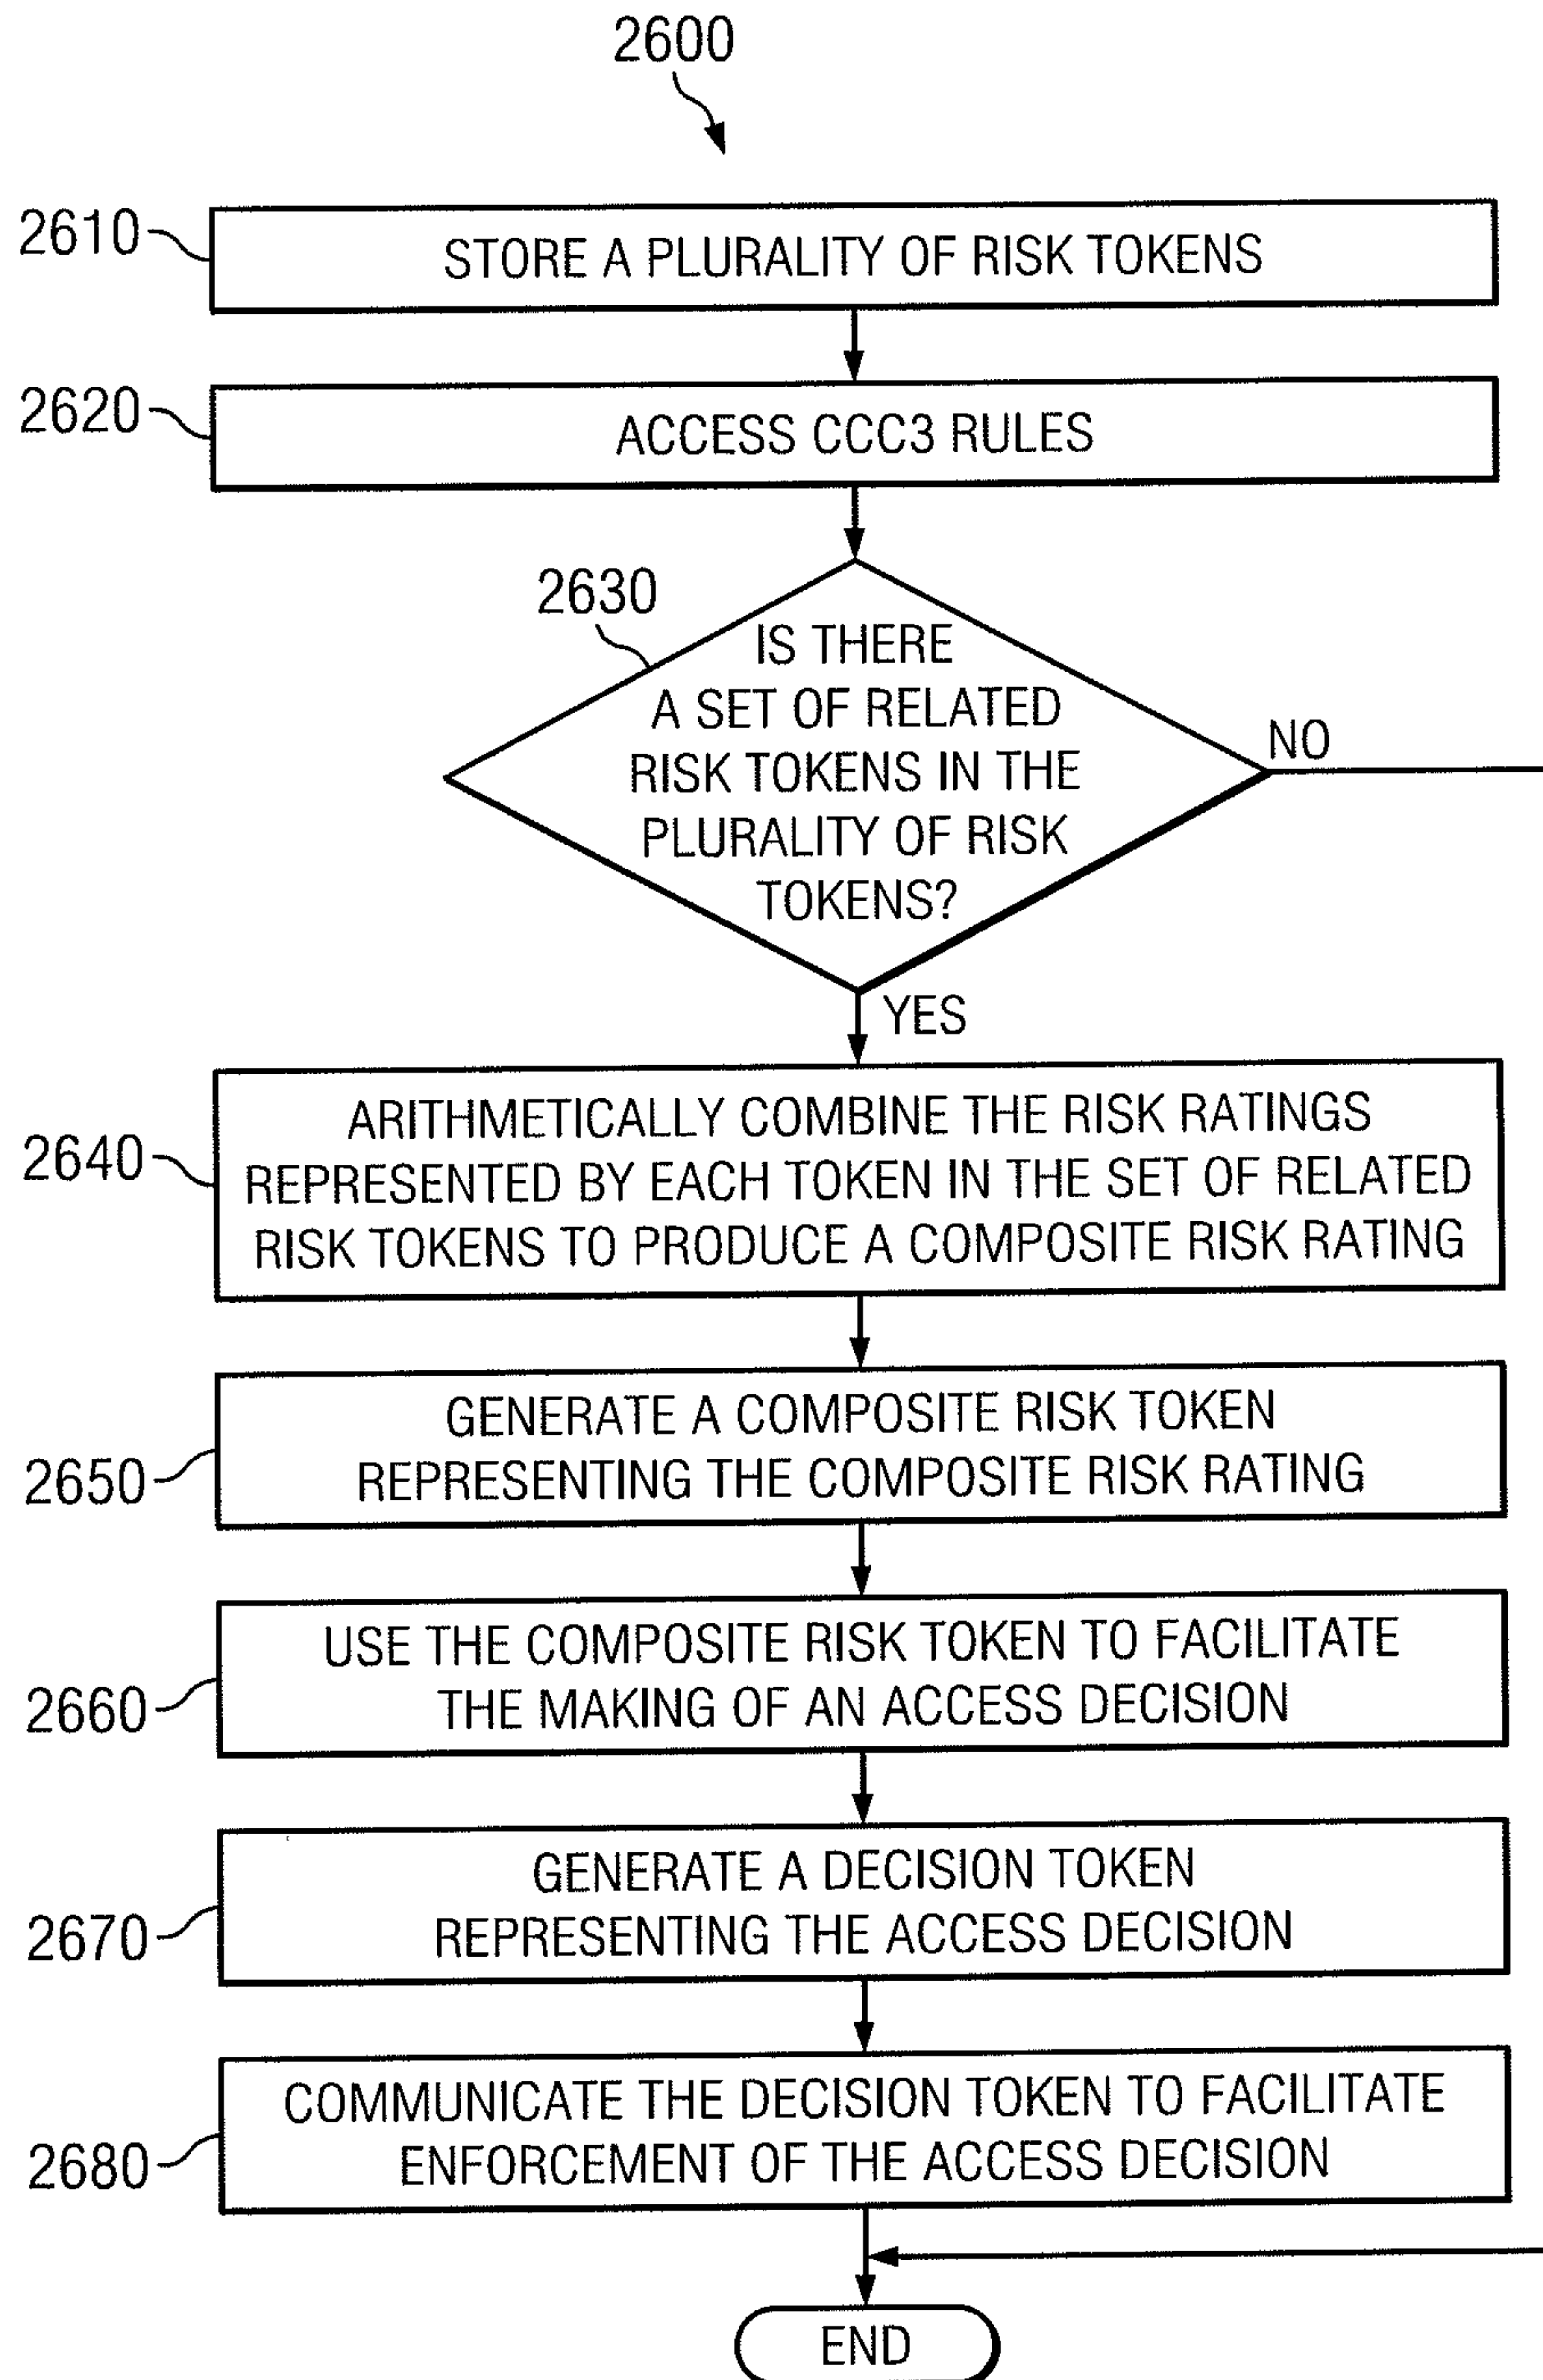 2600
2610
STORE A PLURALITY OF RISK TOKENS
2620
ACCESS CCC3 RULES
2630
IS THERE
A SET OF RELATED
RISK TOKENS IN THE
PLURALITY OF RISK
TOKENS?
NO
YES
2640
ARITHMETICALLY COMBINE THE RISK RATINGS
REPRESENTED BY EACH TOKEN IN THE SET OF RELATED
RISK TOKENS TO PRODUCE A COMPOSITE RISK RATING
2650
GENERATE A COMPOSITE RISK TOKEN
REPRESENTING THE COMPOSITE RISK RATING
2660
USE THE COMPOSITE RISK TOKEN TO FACILITATE
THE MAKING OF AN ACCESS DECISION
2670
GENERATE A DECISION TOKEN
REPRESENTING THE ACCESS DECISION
2680
COMMUNICATE THE DECISION TOKEN TO FACILITATE
ENFORCEMENT OF THE ACCESS DECISION
END